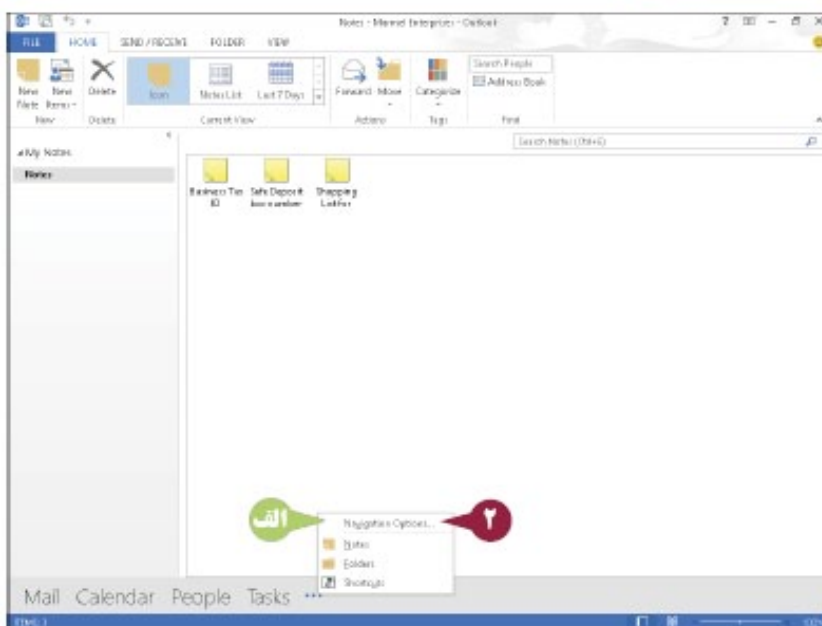 Notes - Marmel Enterprises - Outlook
FILE HOME SEND / RECEIVE FOLDER VIEW
New Note
New Items
Delete
Icon
Notes List
Last 7 Days
Forward
Move
Categorize
Search People
Address Book
New Delete Current View Actions Tags Find
Search Notes (Ctrl+E)
My Notes
Notes
Business Tax ID
Safe Deposit box number
Shopping List for
الف
Navigation Options...
۲
Notes
Folders
Shortcuts
Mail Calendar People Tasks •••
ITEMS: 3
100%